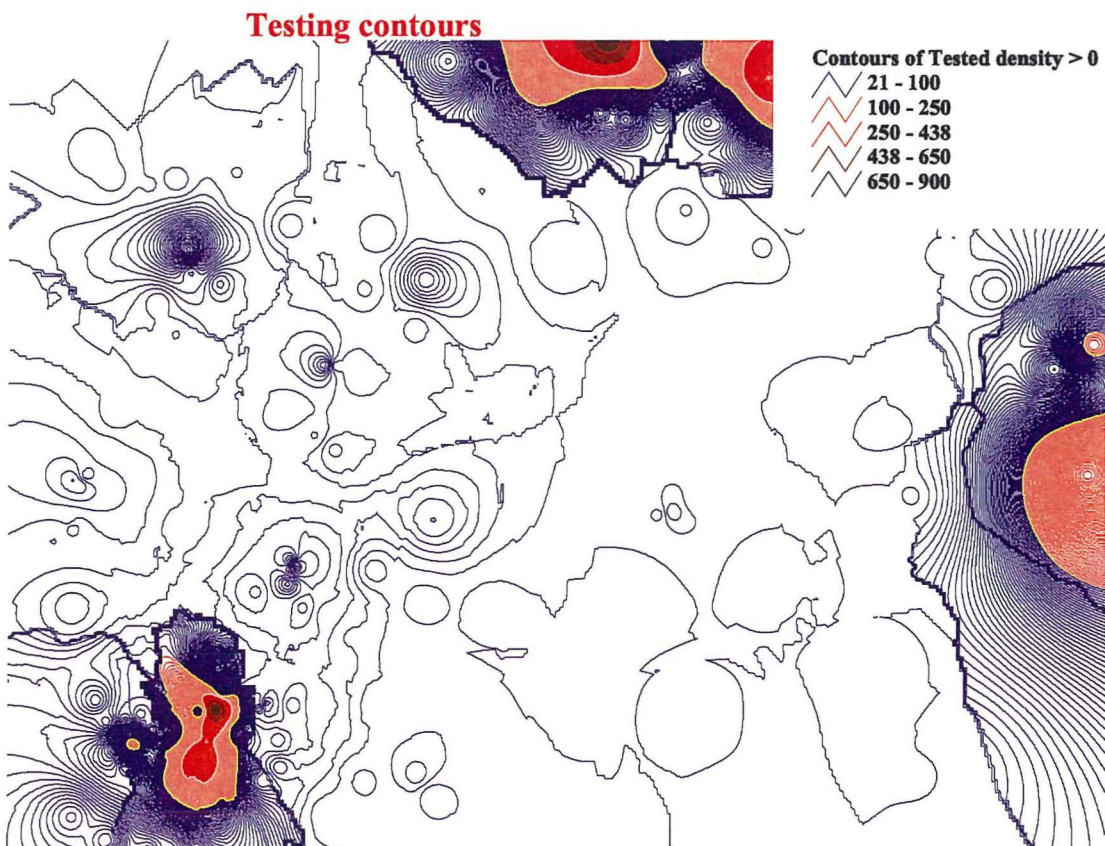 Testing contours
Contours of Tested density > 0
21 - 100
100 - 250
250 - 438
438 - 650
650 - 900